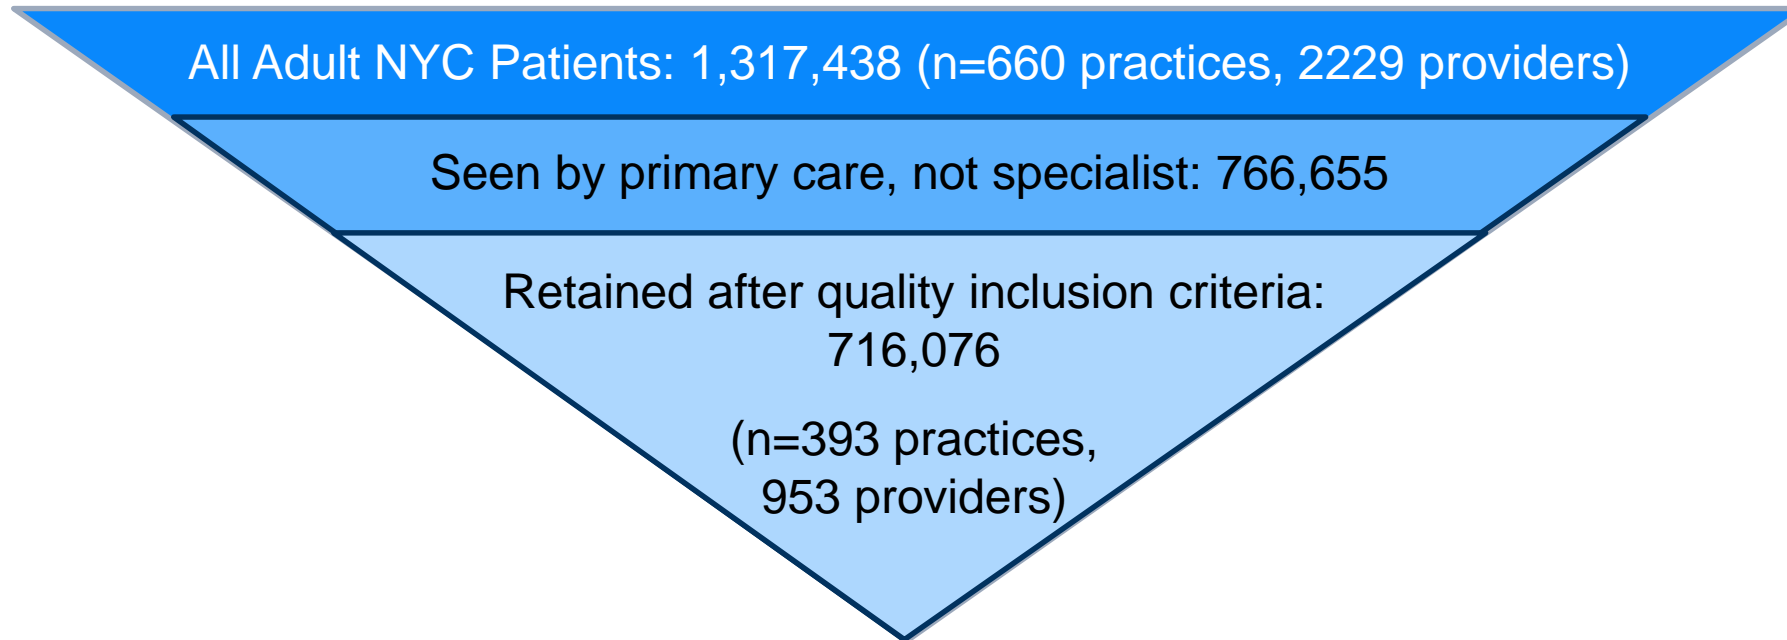 All Adult NYC Patients: 1,317,438 (n=660 practices, 2229 providers)
Seen by primary care, not specialist: 766,655
Retained after quality inclusion criteria:
716,076
(n=393 practices,
953 providers)